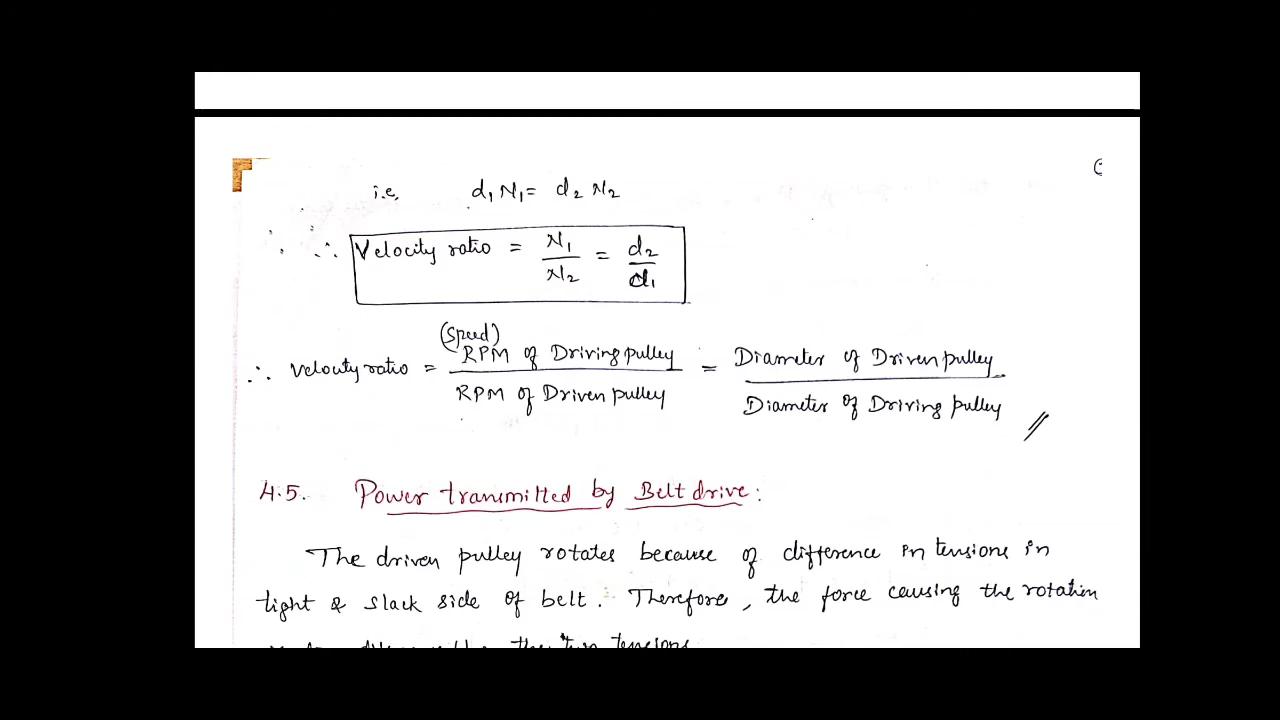 i.e, d₁ N₁ = d₂ N₂
∴ Velocity ratio = N₁/N₂ = d₂/d₁
(Speed)
∴ Velocity ratio = RPM of Driving pulley / RPM of Driven pulley = Diameter of Driven pulley / Diameter of Driving pulley //
4.5. Power transmitted by Belt drive:
The driven pulley rotates because of difference in tensions in
tight & slack side of belt. Therefore, the force causing the rotation
the two tensions